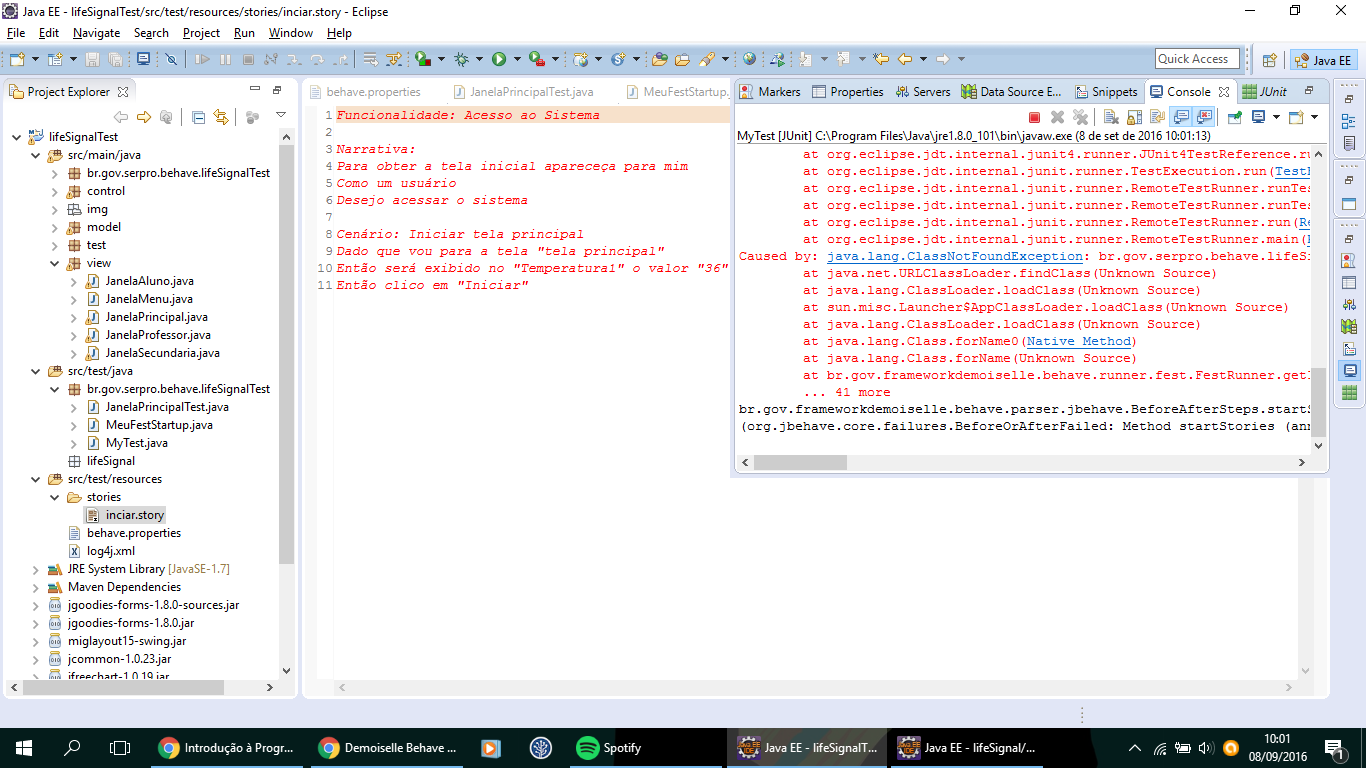 Java EE - lifeSignalTest/src/test/resources/stories/inciar.story - Eclipse
File Edit Navigate Search Project Run Window Help
Quick Access
Java EE
Project Explorer
lifeSignalTest
src/main/java
br.gov.serpro.behave.lifeSignalTest
control
img
model
test
view
JanelaAluno.java
JanelaMenu.java
JanelaPrincipal.java
JanelaProfessor.java
JanelaSecundaria.java
src/test/java
br.gov.serpro.behave.lifeSignalTest
JanelaPrincipalTest.java
MeuFestStartup.java
MyTest.java
lifeSignal
src/test/resources
stories
inciar.story
behave.properties
log4j.xml
JRE System Library [JavaSE-1.7]
Maven Dependencies
jgoodies-forms-1.8.0-sources.jar
jgoodies-forms-1.8.0.jar
miglayout15-swing.jar
jcommon-1.0.23.jar
jfreechart-1.0.19.jar
behave.properties JanelaPrincipalTest.java MeuFestStartup.
1 Funcionalidade: Acesso ao Sistema
2
3 Narrativa:
4 Para obter a tela inicial apareceça para mim
5 Como um usuário
6 Desejo acessar o sistema
7
8 Cenário: Iniciar tela principal
9 Dado que vou para a tela "tela principal"
10 Então será exibido no "Temperatura1" o valor "36"
11 Então clico em "Iniciar"
Markers Properties Servers Data Source E... Snippets Console JUnit
MyTest [JUnit] C:\Program Files\Java\jre1.8.0_101\bin\javaw.exe (8 de set de 2016 10:01:13)
at org.eclipse.jdt.internal.junit4.runner.JUnit4TestReference.ru
at org.eclipse.jdt.internal.junit.runner.TestExecution.run(TestE
at org.eclipse.jdt.internal.junit.runner.RemoteTestRunner.runTes
at org.eclipse.jdt.internal.junit.runner.RemoteTestRunner.runTes
at org.eclipse.jdt.internal.junit.runner.RemoteTestRunner.run(Re
at org.eclipse.jdt.internal.junit.runner.RemoteTestRunner.main(
Caused by: java.lang.ClassNotFoundException: br.gov.serpro.behave.lifeSi
at java.net.URLClassLoader.findClass(Unknown Source)
at java.lang.ClassLoader.loadClass(Unknown Source)
at sun.misc.Launcher$AppClassLoader.loadClass(Unknown Source)
at java.lang.ClassLoader.loadClass(Unknown Source)
at java.lang.Class.forName0(Native Method)
at java.lang.Class.forName(Unknown Source)
at br.gov.frameworkdemoiselle.behave.runner.fest.FestRunner.get
... 41 more
br.gov.frameworkdemoiselle.behave.parser.jbehave.BeforeAfterSteps.startS
(org.jbehave.core.failures.BeforeOrAfterFailed: Method startStories (ann
Introdução à Progr... Demoiselle Behave ... Spotify Java EE - lifeSignalT... Java EE - lifeSignal/...
10:01
08/09/2016
1